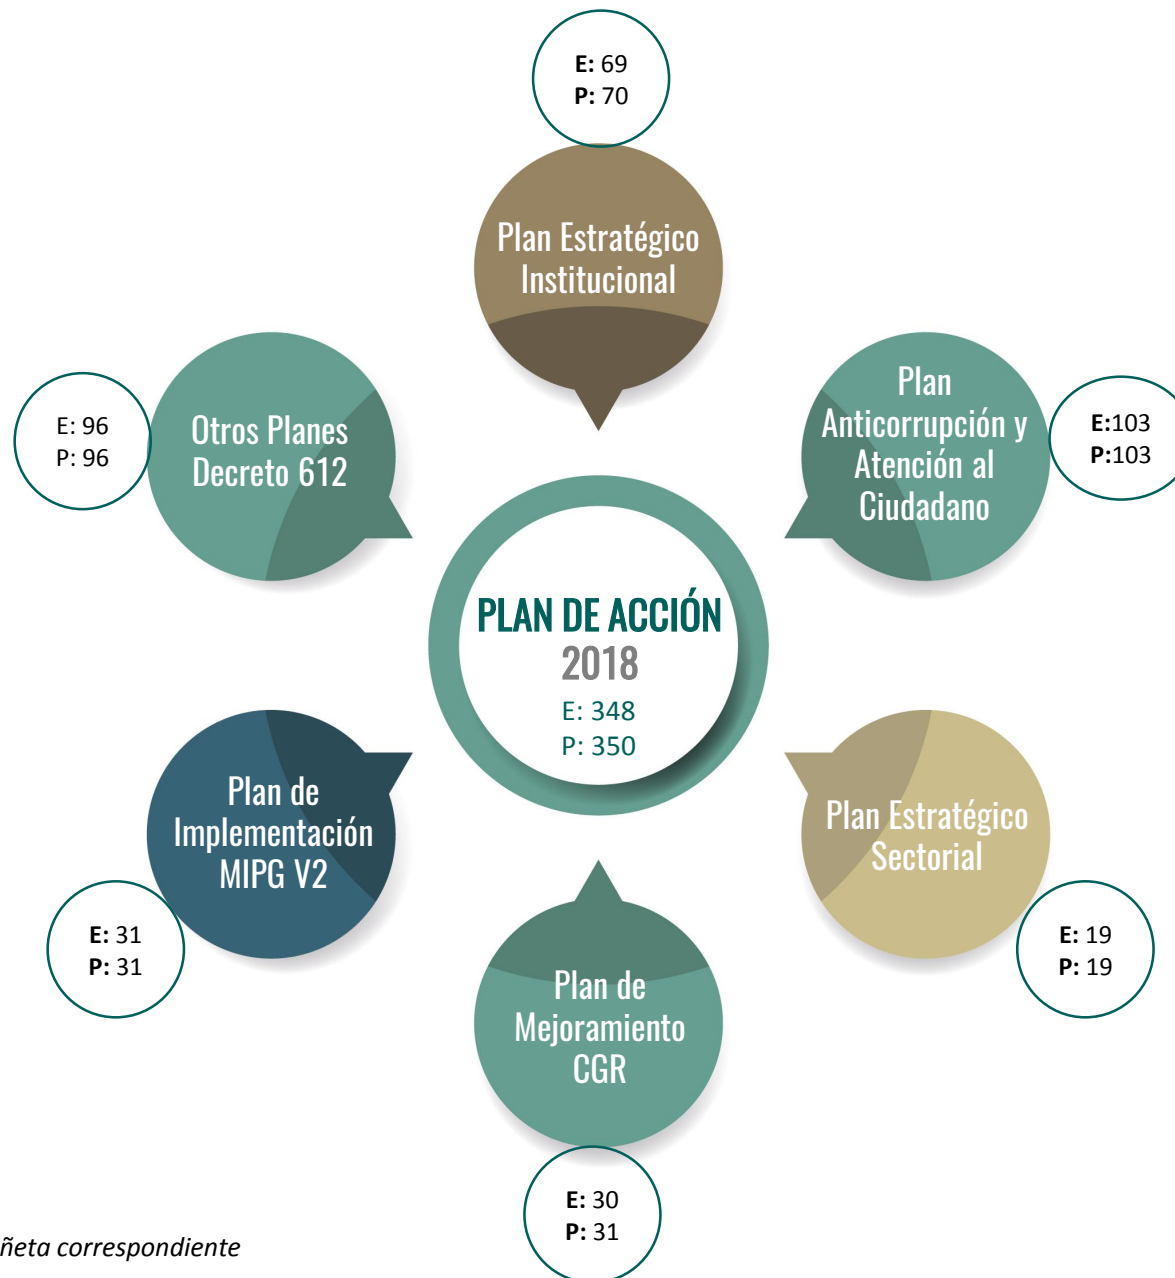 E: 69
P: 70
Plan Estratégico
Institucional
Plan
Anticorrupción y
Atención al
Ciudadano
E:103
P:103
Otros Planes
Decreto 612
E: 96
P: 96
PLAN DE ACCIÓN
2018
E: 348
P: 350
Plan de
Implementación
MIPG V2
E: 31
P: 31
Plan Estratégico
Sectorial
E: 19
P: 19
Plan de
Mejoramiento
CGR
E: 30
P: 31
ñeta correspondiente